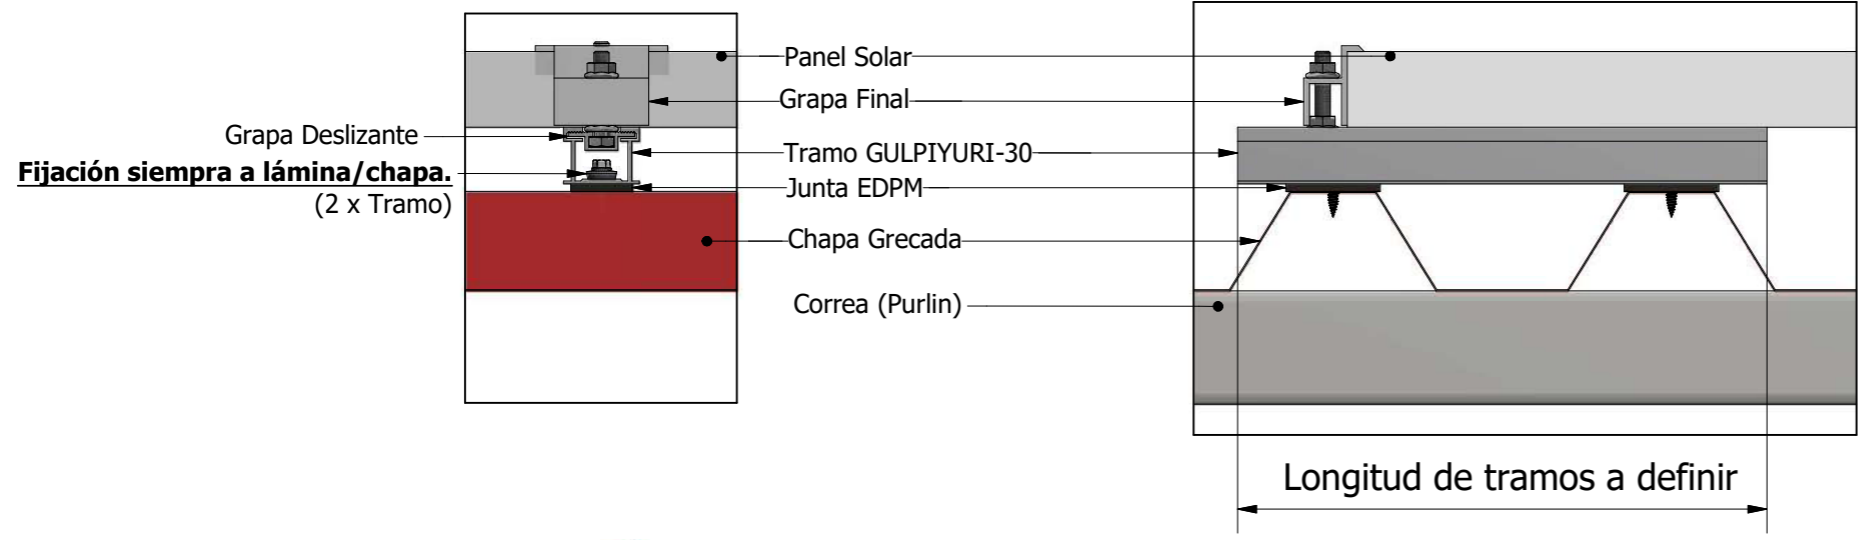 Panel Solar
Grapa Final
Grapa Deslizante
Fijación siempra a lámina/chapa.
(2 x Tramo)
Tramo GULPIYURI-30
Junta EDPM
Chapa Grecada
Correa (Purlin)
Longitud de tramos a definir